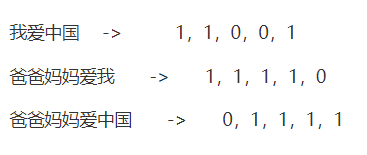 我爱中国 -> 1, 1, 0, 0, 1
爸爸妈妈爱我 -> 1, 1, 1, 1, 0
爸爸妈妈爱中国 -> 0, 1, 1, 1, 1